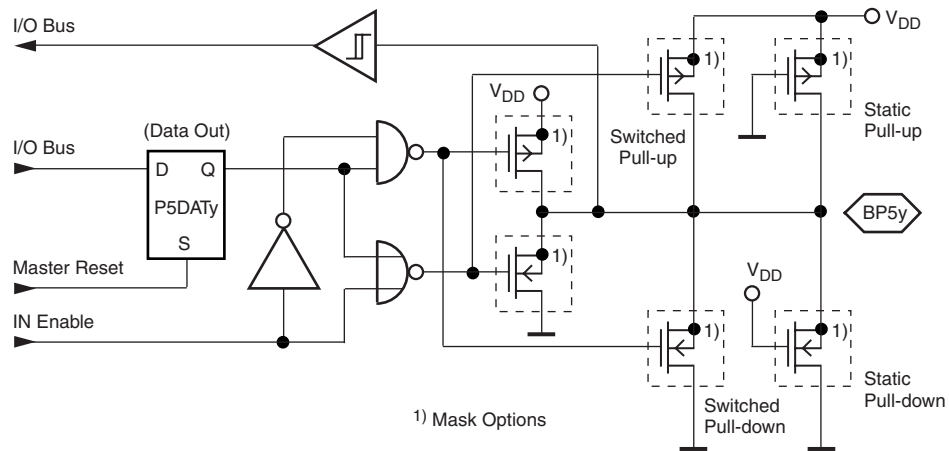 I/O Bus
V_DD
1)
1)
V_DD
Static
Pull-up
(Data Out)
Switched
Pull-up
1)
I/O Bus
D Q
P5DATy
S
BP5y
1)
V_DD
Master Reset
IN Enable
1)
1)
Static
Pull-down
1) Mask Options
Switched
Pull-down